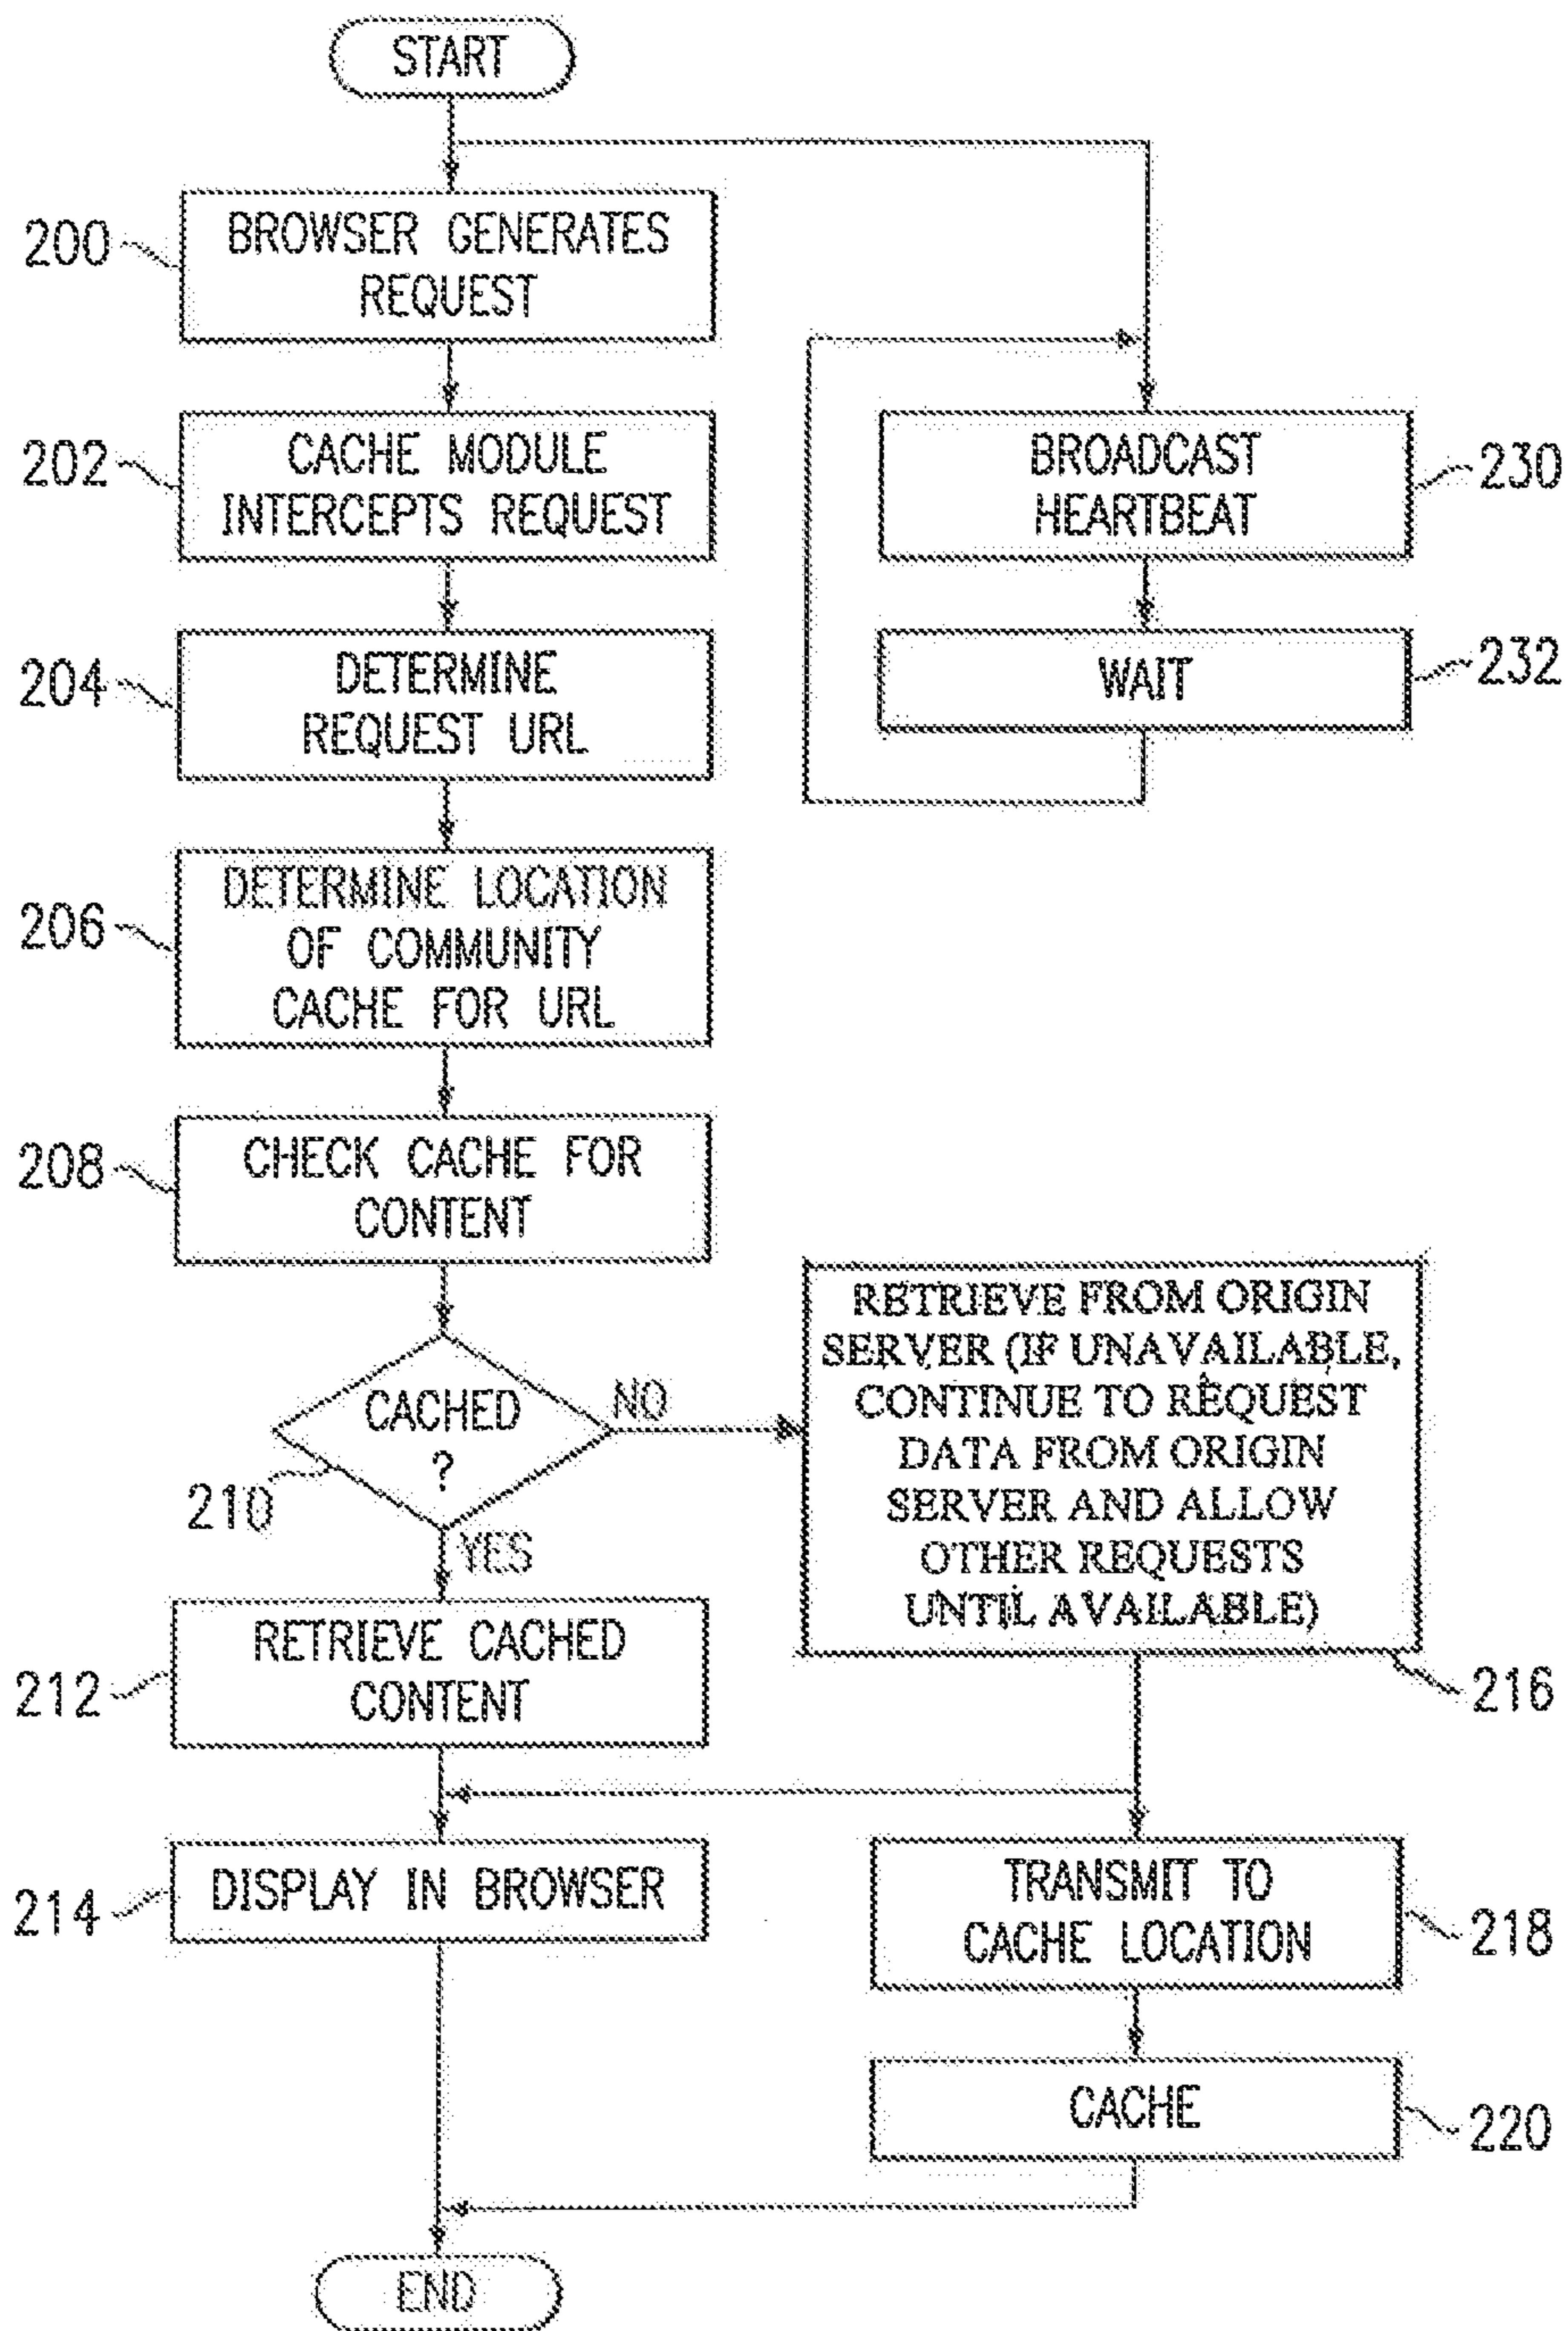 START
200
BROWSER GENERATES
REQUEST
202
CACHE MODULE
INTERCEPTS REQUEST
BROADCAST
HEARTBEAT
230
204
DETERMINE
REQUEST URL
WAIT
232
206
DETERMINE LOCATION
OF COMMUNITY
CACHE FOR URL
208
CHECK CACHE FOR
CONTENT
CACHED
?
210
NO
YES
RETRIEVE FROM ORIGIN
SERVER (IF UNAVAILABLE,
CONTINUE TO REQUEST
DATA FROM ORIGIN
SERVER AND ALLOW
OTHER REQUESTS
UNTIL AVAILABLE)
216
212
RETRIEVE CACHED
CONTENT
214
DISPLAY IN BROWSER
TRANSMIT TO
CACHE LOCATION
218
CACHE
220
END